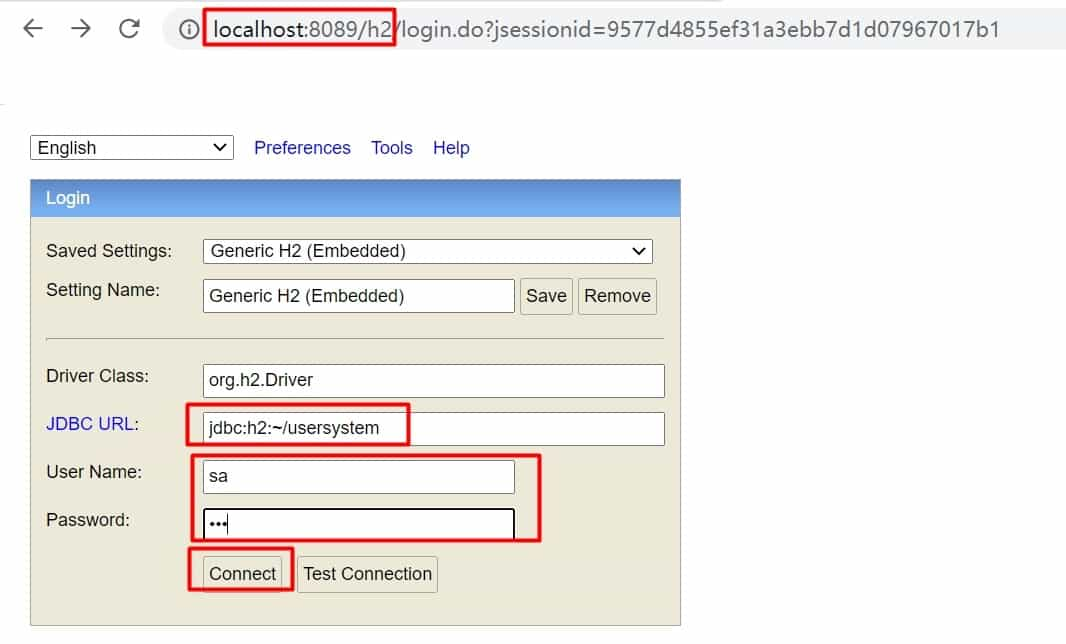 localhost:8089/h2/login.do?jsessionid=9577d4855ef31a3ebb7d1d07967017b1
English Preferences Tools Help
Login
Saved Settings: Generic H2 (Embedded)
Setting Name: Generic H2 (Embedded) Save Remove
Driver Class: org.h2.Driver
JDBC URL: jdbc:h2:~/usersystem
User Name: sa
Password: •••
Connect Test Connection